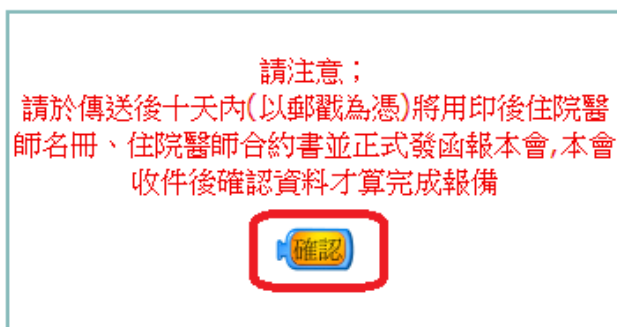 請注意；
請於傳送後十天內(以郵戳為憑)將用印後住院醫
師名冊、住院醫師合約書並正式發函報本會,本會
收件後確認資料才算完成報備
確認